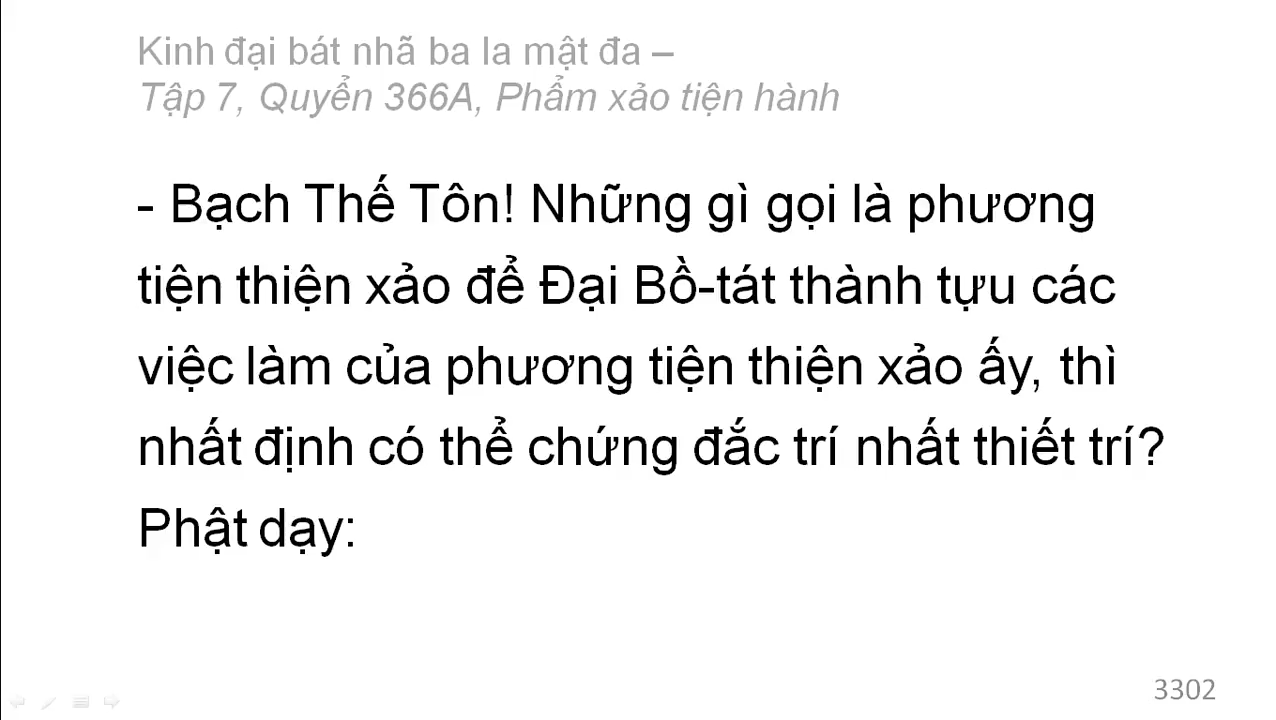 Kinh đại bát nhã ba la mật đa –
Tập 7, Quyển 366A, Phẩm xảo tiện hành
- Bạch Thế Tôn! Những gì gọi là phương
tiện thiện xảo để Đại Bồ-tát thành tựu các
việc làm của phương tiện thiện xảo ấy, thì
nhất định có thể chứng đắc trí nhất thiết trí?
Phật dạy:
3302